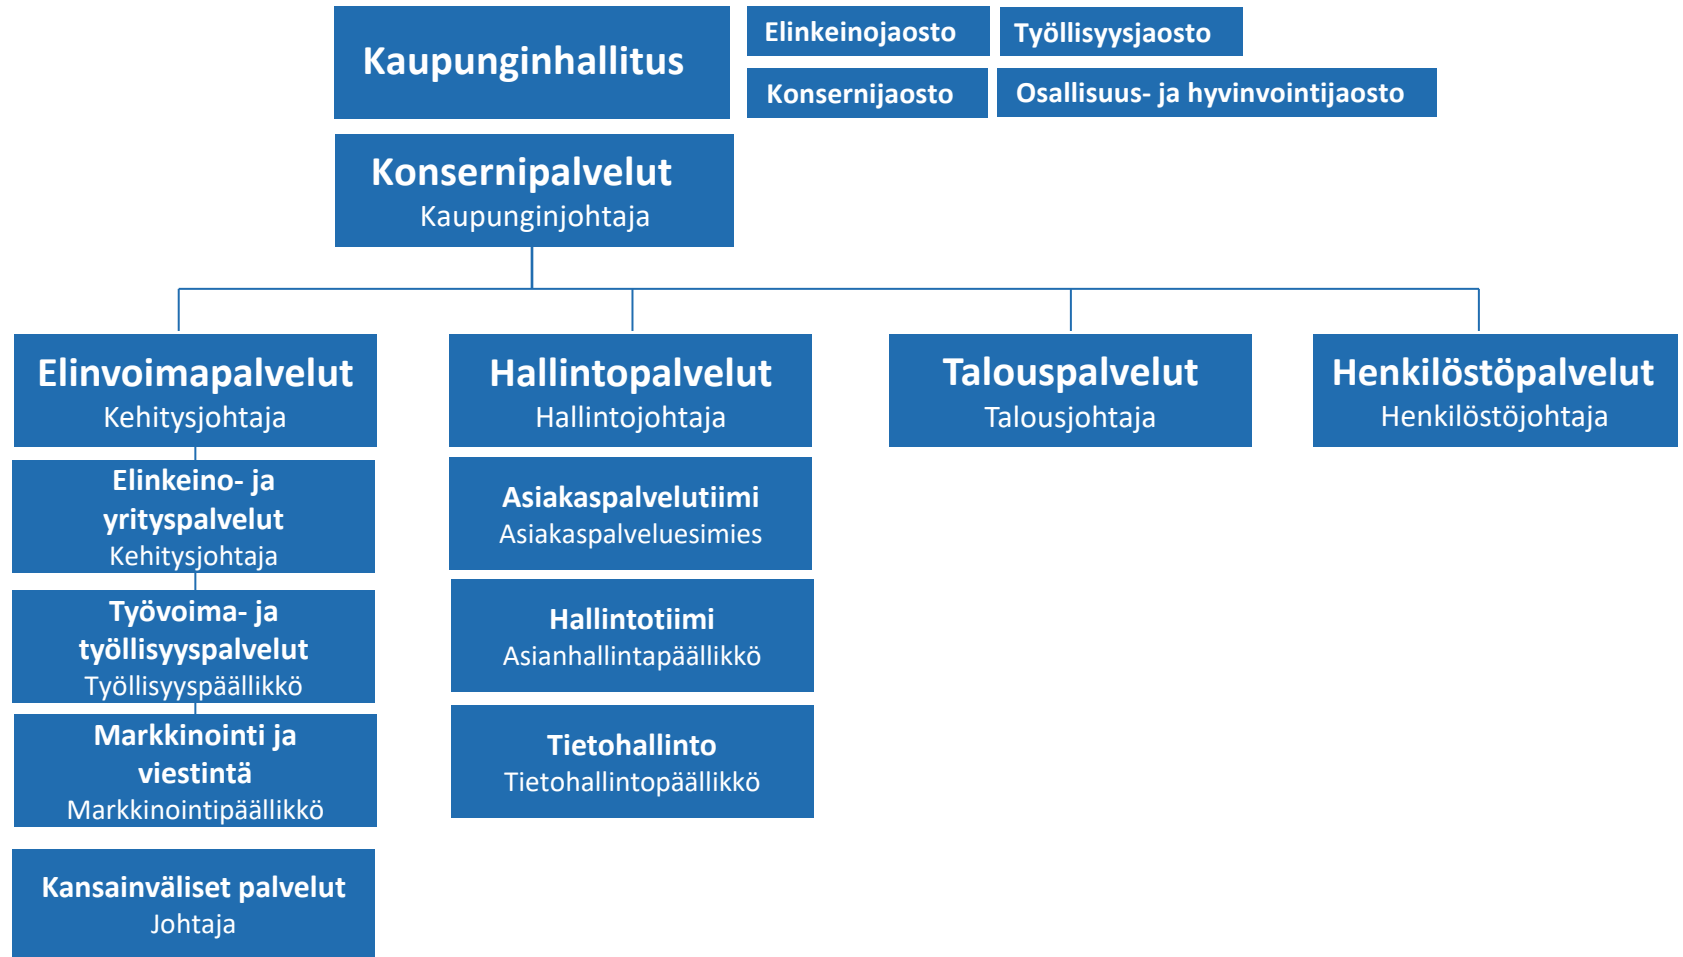 Kaupunginhallitus
Elinkeinojaosto
Työllisyysjaosto
Konsernijaosto
Osallisuus- ja hyvinvointijaosto
Konsernipalvelut
Kaupunginjohtaja
Elinvoimapalvelut
Kehitysjohtaja
Elinkeino- ja
yrityspalvelut
Kehitysjohtaja
Työvoima- ja
työllisyyspalvelut
Työllisyyspäällikkö
Markkinointi ja
viestintä
Markkinointipäällikkö
Kansainväliset palvelut
Johtaja
Hallintopalvelut
Hallintojohtaja
Asiakaspalvelutiimi
Asiakaspalveluesimies
Hallintotiimi
Asianhallintapäällikkö
Tietohallinto
Tietohallintopäällikkö
Talouspalvelut
Talousjohtaja
Henkilöstöpalvelut
Henkilöstöjohtaja